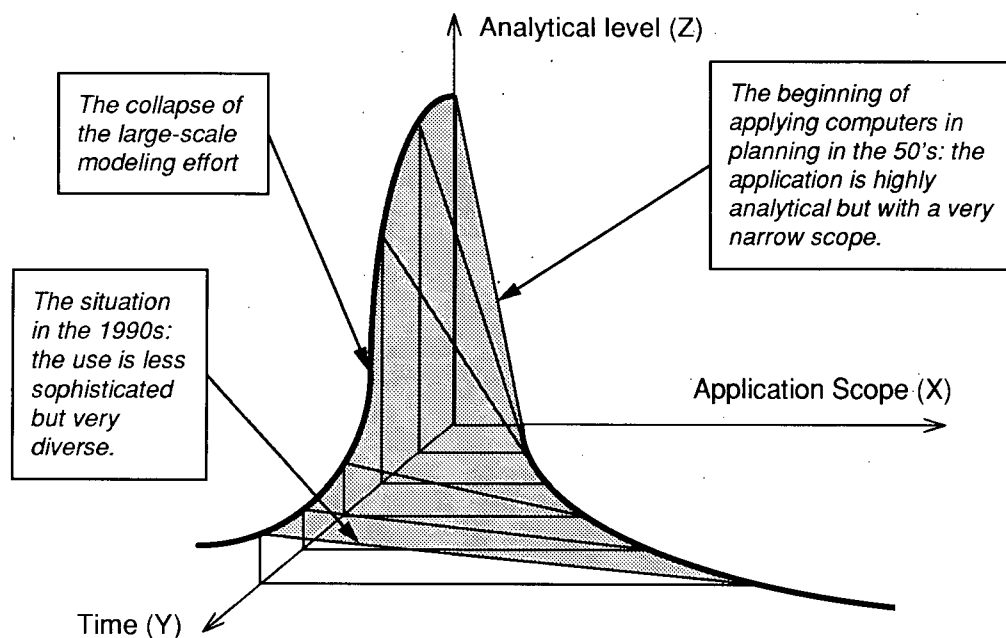 Analytical level (Z)
The collapse of
the large-scale
modeling effort
The beginning of
applying computers in
planning in the 50's: the
application is highly
analytical but with a very
narrow scope.
The situation
in the 1990s:
the use is less
sophisticated
but very
diverse.
Application Scope (X)
Time (Y)